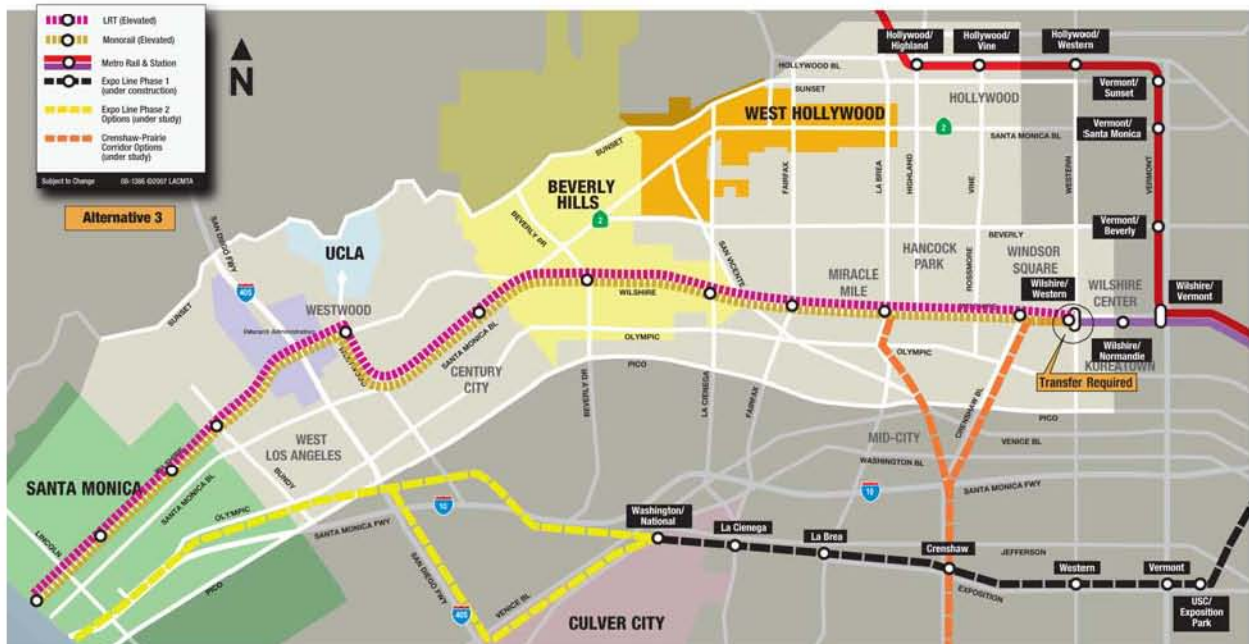 LRT (Elevated)
Monorail (Elevated)
Metro Rail & Station
Expo Line Phase 1
(under construction)
Expo Line Phase 2
Options (under study)
Crenshaw-Prairie
Corridor Options
(under study)
Subject to Change
©2007 LACMTA
Alternative 3
N
Hollywood/
Highland
Hollywood/
Vine
Hollywood/
Western
HOLLYWOOD BL
SUNSET
HOLLYWOOD
Vermont/
Sunset
WEST HOLLYWOOD
2
SANTA MONICA BL
Vermont/
Santa Monica
SUNSET
FAIRFAX
LA BREA
HIGHLAND
VINE
WESTERN
VERMONT
BEVERLY
HILLS
BEVERLY DR
2
SAN VICENTE
BEVERLY
Vermont/
Beverly
HANCOCK
PARK
ROSSMORE
WINDSOR
SQUARE
SAN DIEGO FWY
UCLA
405
WESTWOOD
SUNSET
WILSHIRE
MIRACLE
MILE
Wilshire/
Western
WILSHIRE
CENTER
Wilshire/
Vermont
SANTA MONICA BL
CENTURY
CITY
OLYMPIC
PICO
OLYMPIC
Wilshire/
Normandie
KOREATOWN
Transfer Required
BEVERLY DR
LA CIENEGA
FAIRFAX
CRENSHAW BL
PICO
VENICE BL
MID-CITY
WASHINGTON BL
WEST
LOS ANGELES
BUNDY
SANTA MONICA
SANTA MONICA BL
OLYMPIC
LINCOLN
PICO
SANTA MONICA FWY
10
10
SANTA MONICA FWY
Washington/
National
La Cienega
La Brea
Crenshaw
JEFFERSON
EXPOSITION
Western
Vermont
USC/
Exposition
Park
SAN DIEGO FWY
405
VENICE BL
CULVER CITY